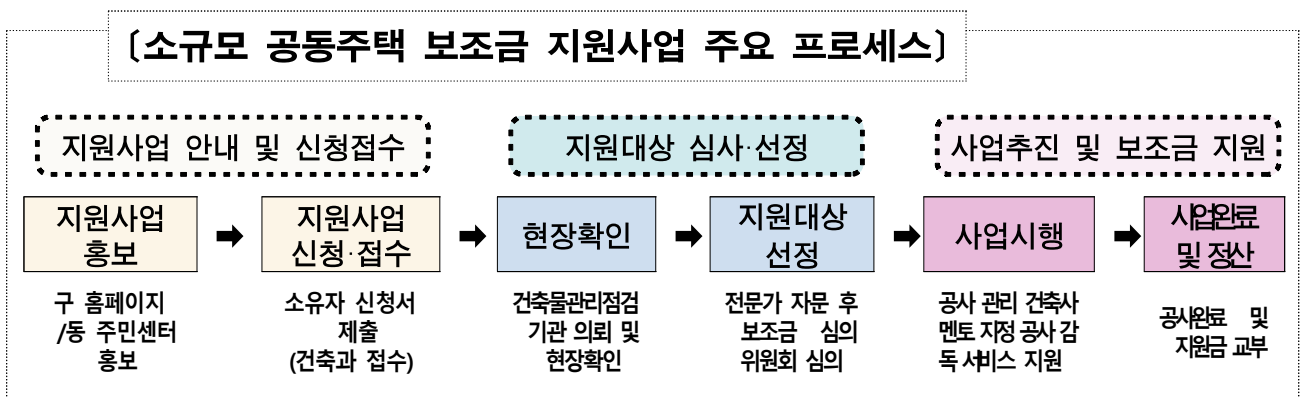 〔소규모 공동주택 보조금 지원사업 주요 프로세스〕
지원사업 안내 및 신청접수
지원대상 심사·선정
사업추진 및 보조금 지원
지원사업
홍보
지원사업
신청·접수
현장확인
지원대상
선정
사업시행
사업완료
및 정산
구 홈페이지
/동 주민센터
홍보
소유자 신청서
제출
(건축과 접수)
건축물관리점검
기관 의뢰 및
현장확인
전문가 자문 후
보조금 심의
위원회 심의
공사 관리 건축사
멘토 지정 공사 감
독 서비스 지원
공사완료 및
지원금 교부